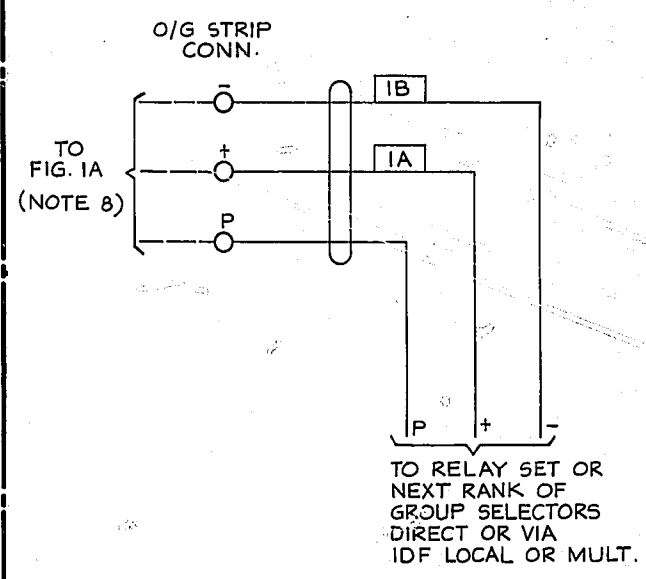 O/G STRIP
CONN.
-
1B
+
1A
TO
FIG. 1A
(NOTE 8)
P
P + -
TO RELAY SET OR
NEXT RANK OF
GROUP SELECTORS
DIRECT OR VIA
IDF LOCAL OR MULT.